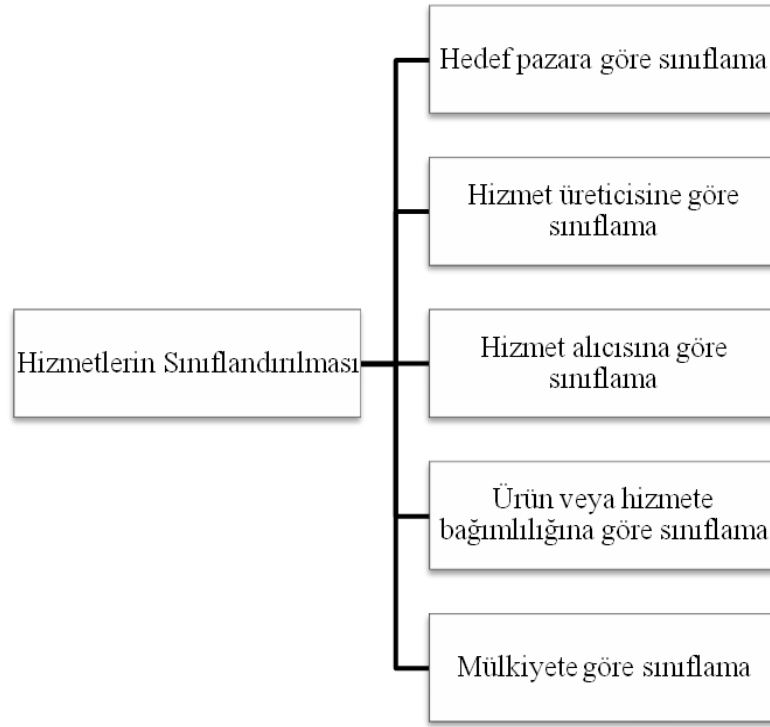 Hedef pazara göre sınıflama
Hizmet üreticisine göre
sınıflama
Hizmetlerin Sınıflandırılması
Hizmet alıcısına göre
sınıflama
Ürün veya hizmete
bağımlılığına göre sınıflama
Mülkiyete göre sınıflama